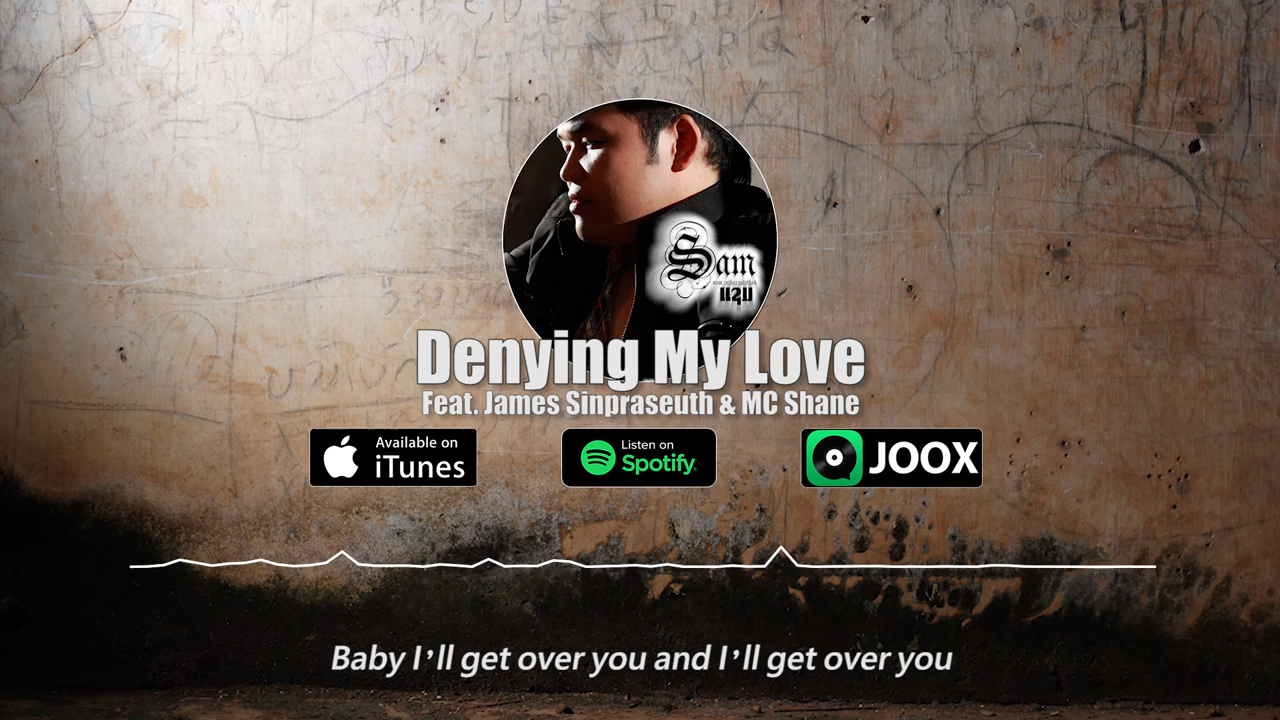 Sam
แซม
Denying My Love
Feat. James Sinpraseuth & MC Shane
Available on
iTunes
Listen on
Spotify
JOOX
Baby I’ll get over you and I’ll get over you